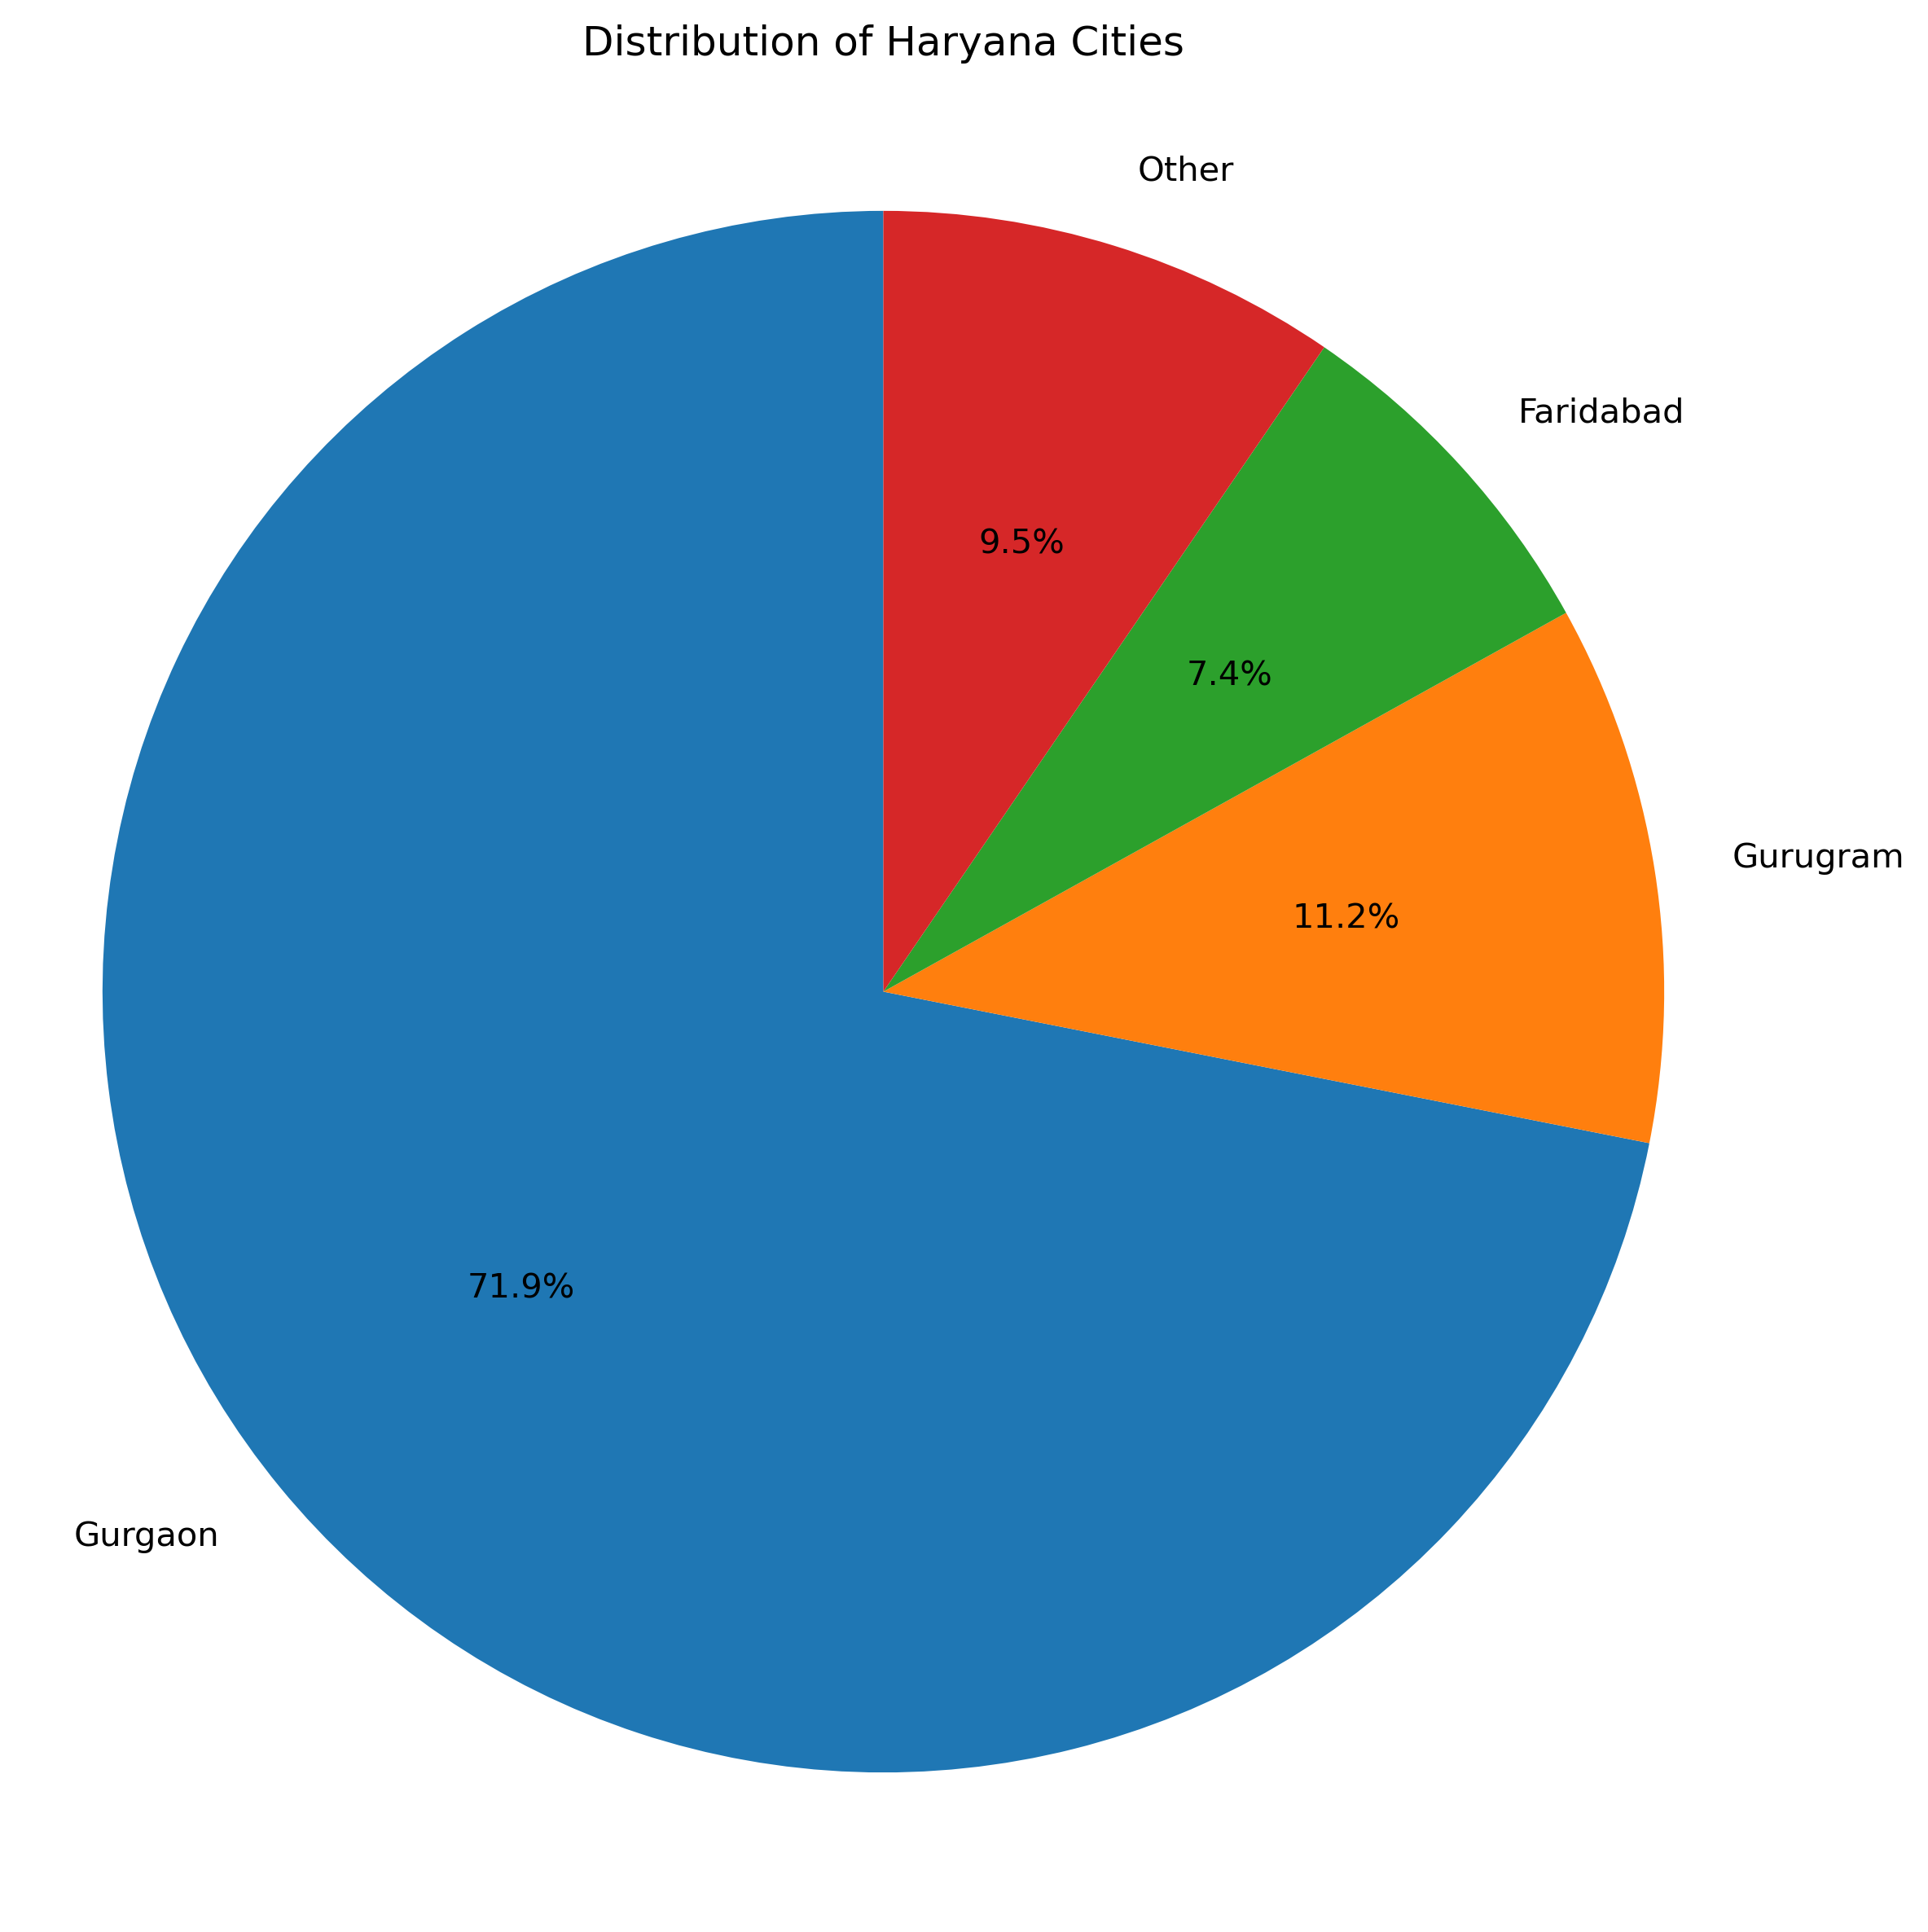 Distribution of Haryana Cities
Other
Faridabad
9.5%
7.4%
Gurugram
11.2%
71.9%
Gurgaon